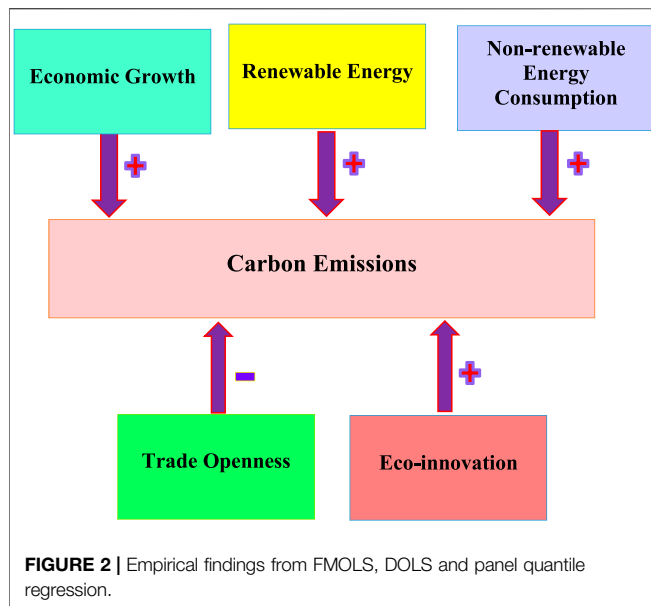 Economic Growth
Renewable Energy
Non-renewable
Energy
Consumption
+
+
+
Carbon Emissions
-
+
Trade Openness
Eco-innovation
FIGURE 2 | Empirical findings from FMOLS, DOLS and panel quantile
regression.